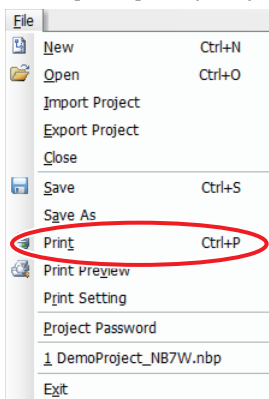 File
New Ctrl+N
Open Ctrl+O
Import Project
Export Project
Close
Save Ctrl+S
Save As
Print Ctrl+P
Print Preview
Print Setting
Project Password
1 DemoProject_NB7W.nbp
Exit